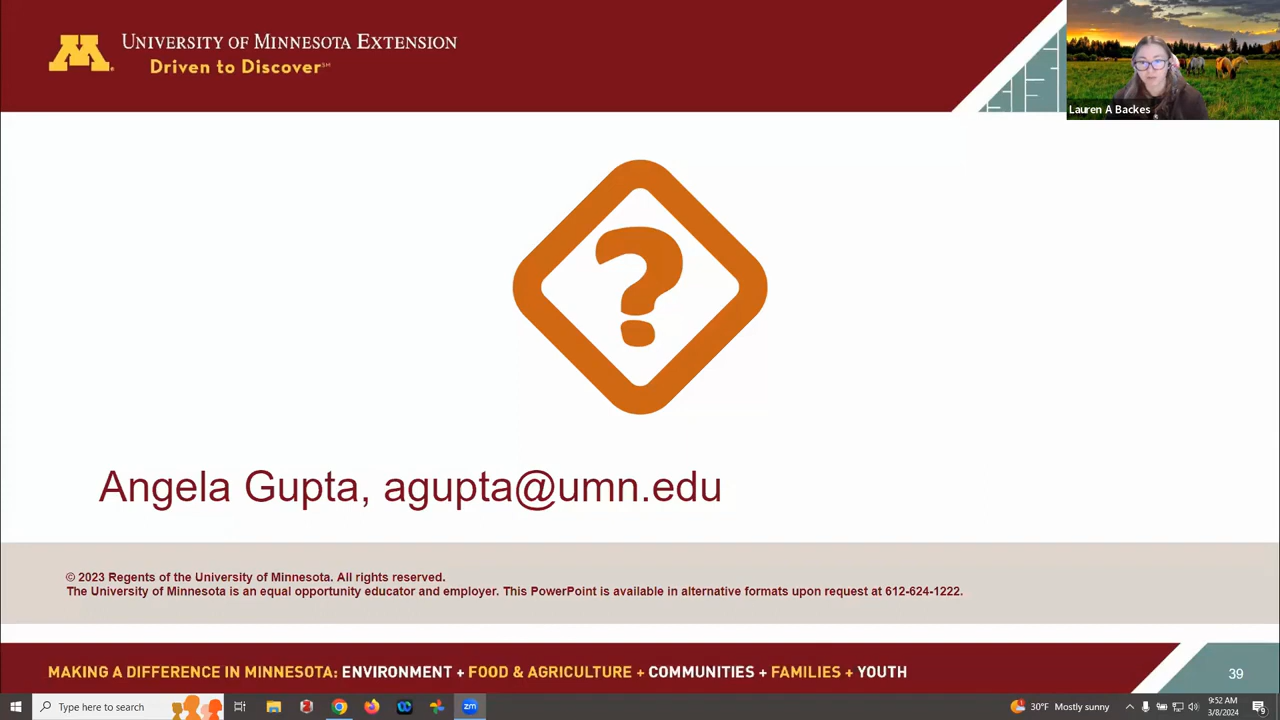 UNIVERSITY OF MINNESOTA EXTENSION
Driven to Discover℠
Lauren A Backes
?
Angela Gupta, agupta@umn.edu
© 2023 Regents of the University of Minnesota. All rights reserved.
The University of Minnesota is an equal opportunity educator and employer. This PowerPoint is available in alternative formats upon request at 612-624-1222.
MAKING A DIFFERENCE IN MINNESOTA: ENVIRONMENT + FOOD & AGRICULTURE + COMMUNITIES + FAMILIES + YOUTH
39
Type here to search
zm
30°F Mostly sunny
9:52 AM
3/8/2024